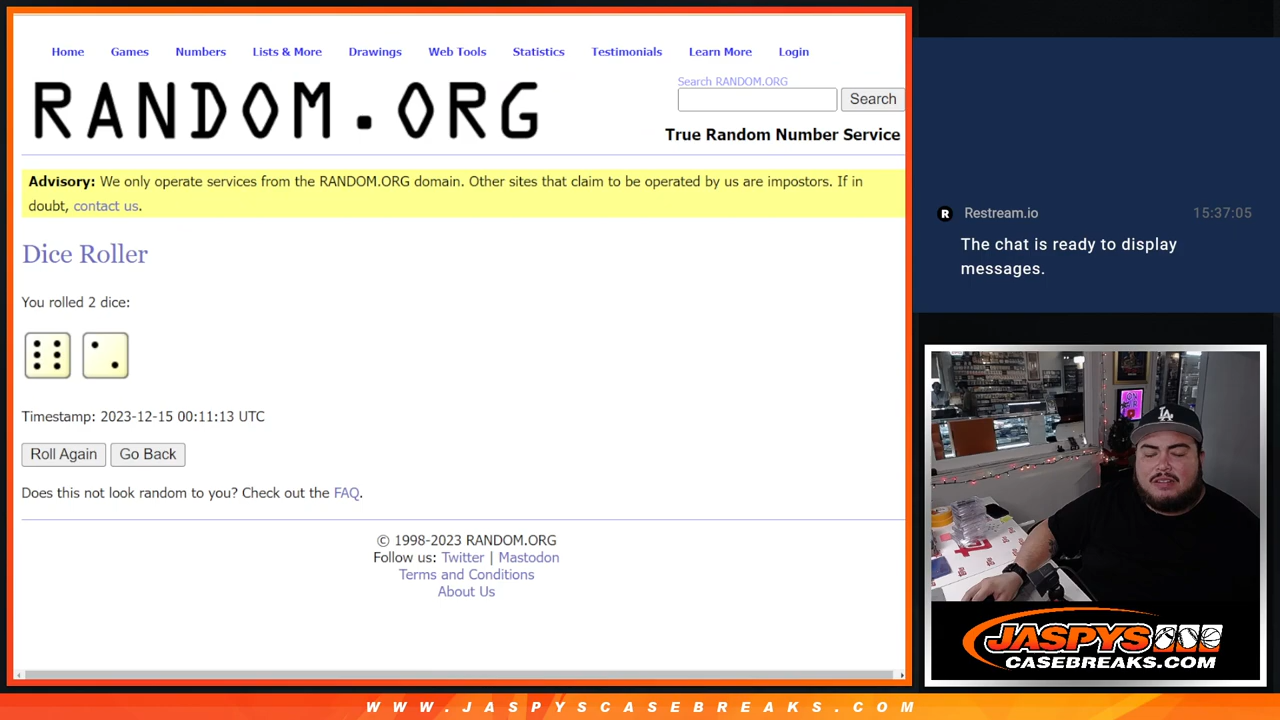 Home Games Numbers Lists & More Drawings Web Tools Statistics Testimonials Learn More Login
RANDOM.ORG
Search RANDOM.ORG
Search
True Random Number Service
Advisory: We only operate services from the RANDOM.ORG domain. Other sites that claim to be operated by us are impostors. If in
doubt, contact us.
Dice Roller
You rolled 2 dice:
Timestamp: 2023-12-15 00:11:13 UTC
Roll Again Go Back
Does this not look random to you? Check out the FAQ.
© 1998-2023 RANDOM.ORG
Follow us: Twitter | Mastodon
Terms and Conditions
About Us
R Restream.io 15:37:05
The chat is ready to display
messages.
LA
JASPYS
CASEBREAKS.COM
WWW.JASPYSCASEBREAKS.COM